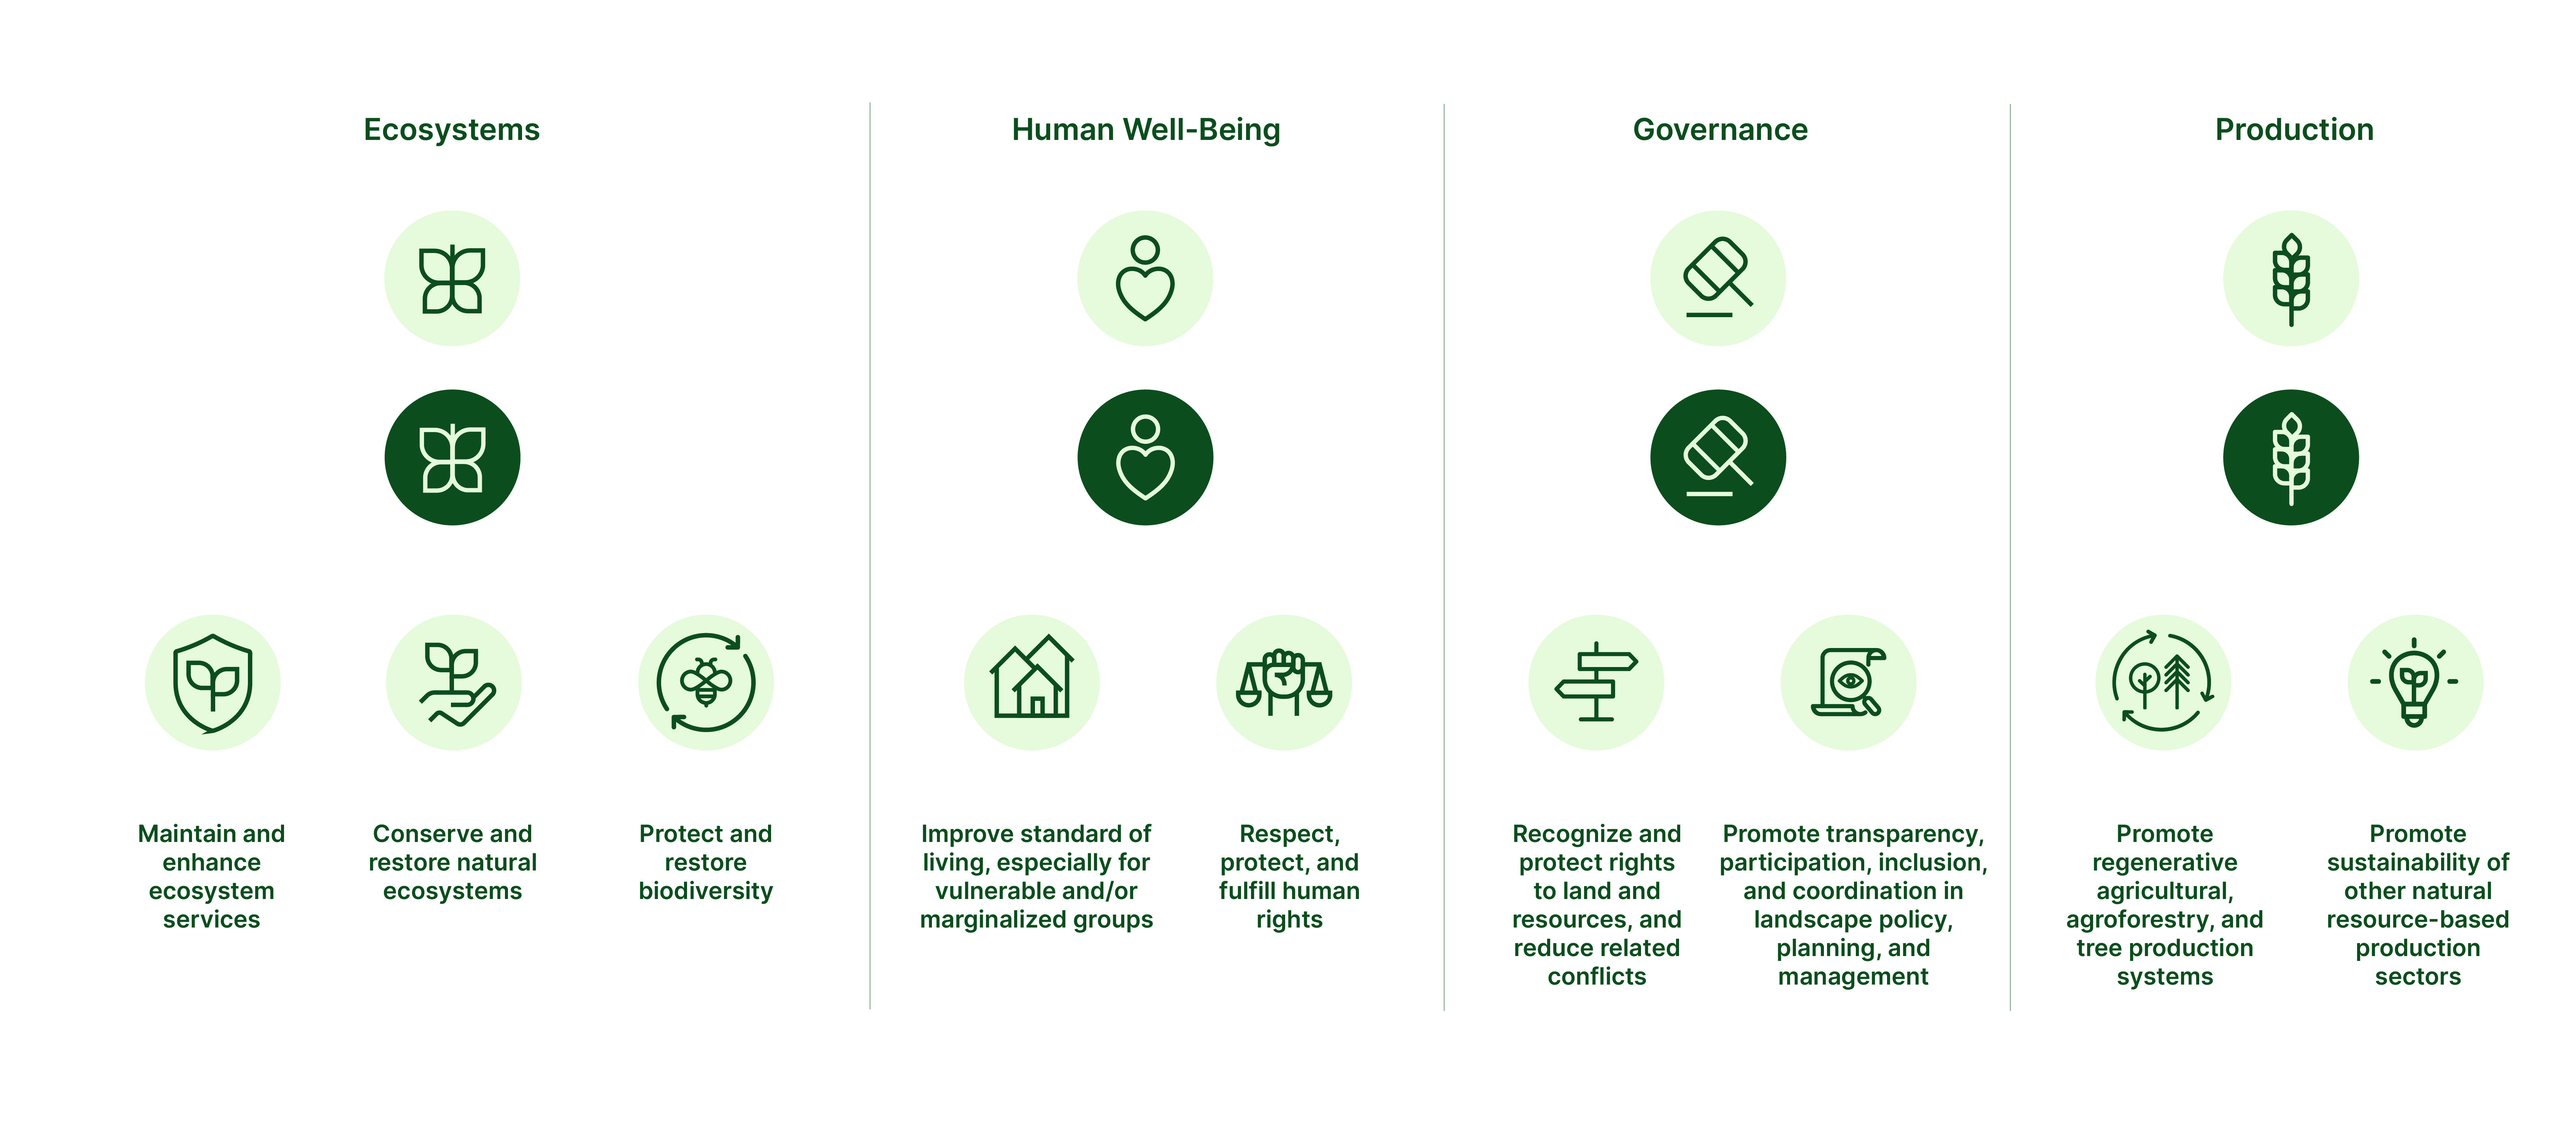 Ecosystems
Human Well-Being
Governance
Production
Maintain and
enhance
ecosystem
services
Conserve and
restore natural
ecosystems
Protect and
restore
biodiversity
Improve standard of
living, especially for
vulnerable and/or
marginalized groups
Respect,
protect, and
fulfill human
rights
Recognize and
protect rights
to land and
resources, and
reduce related
conflicts
Promote transparency,
participation, inclusion,
and coordination in
landscape policy,
planning, and
management
Promote
regenerative
agricultural,
agroforestry, and
tree production
systems
Promote
sustainability of
other natural
resource-based
production
sectors